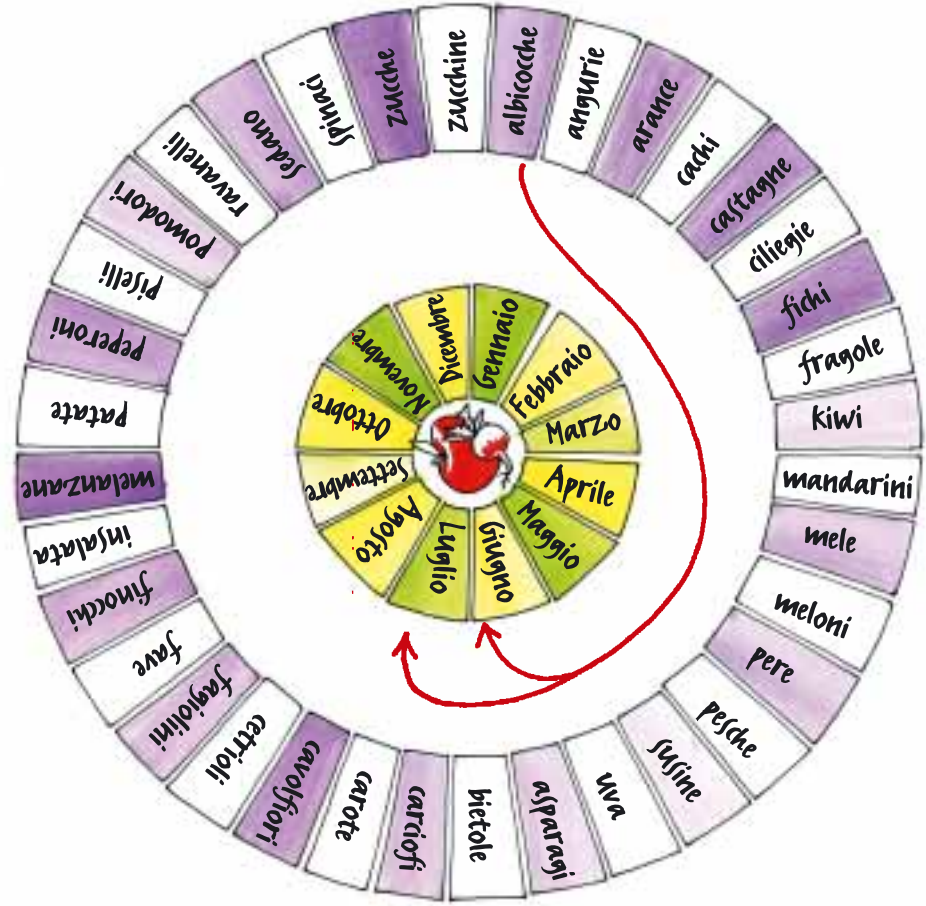 zucchine
albicocche
angurie
arance
cachi
castagne
ciliegie
fichi
fragole
kiwi
mandarini
mele
meloni
pere
pesche
susine
uva
asparagi
bietole
carciofi
carote
cavolfiori
cetrioli
fagiolini
fave
finocchi
insalata
melanzane
patate
peperoni
piselli
pomodori
ravanelli
sedano
spinaci
zucche
Gennaio
Febbraio
Marzo
Aprile
Maggio
Giugno
Luglio
Agosto
Settembre
Ottobre
Novembre
Dicembre